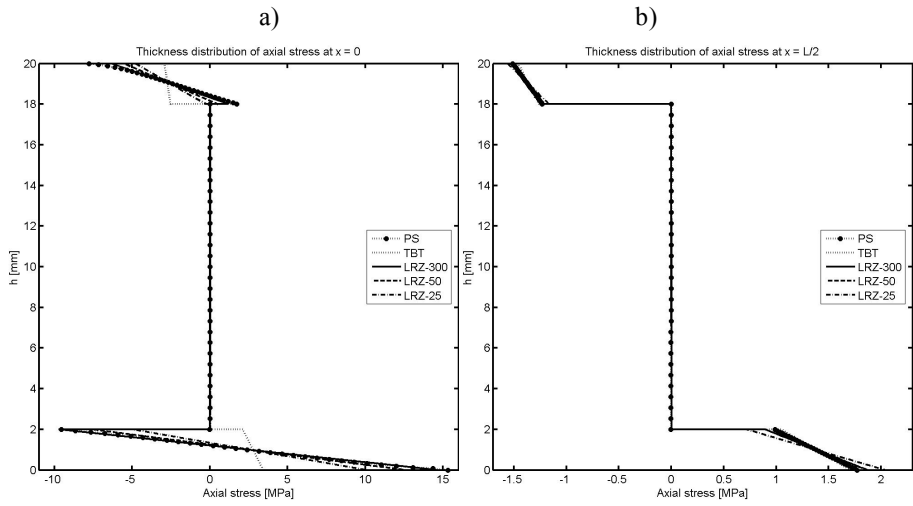 a)
b)
Thickness distribution of axial stress at x = 0
20
18
16
14
12
10
8
6
4
2
0
h [mm]
PS
TBT
LRZ-300
LRZ-50
LRZ-25
-10 -5 0 5 10 15
Axial stress [MPa]
Thickness distribution of axial stress at x = L/2
20
18
16
14
12
10
8
6
4
2
0
h [mm]
PS
TBT
LRZ-300
LRZ-50
LRZ-25
-1.5 -1 -0.5 0 0.5 1 1.5 2
Axial stress [MPa]